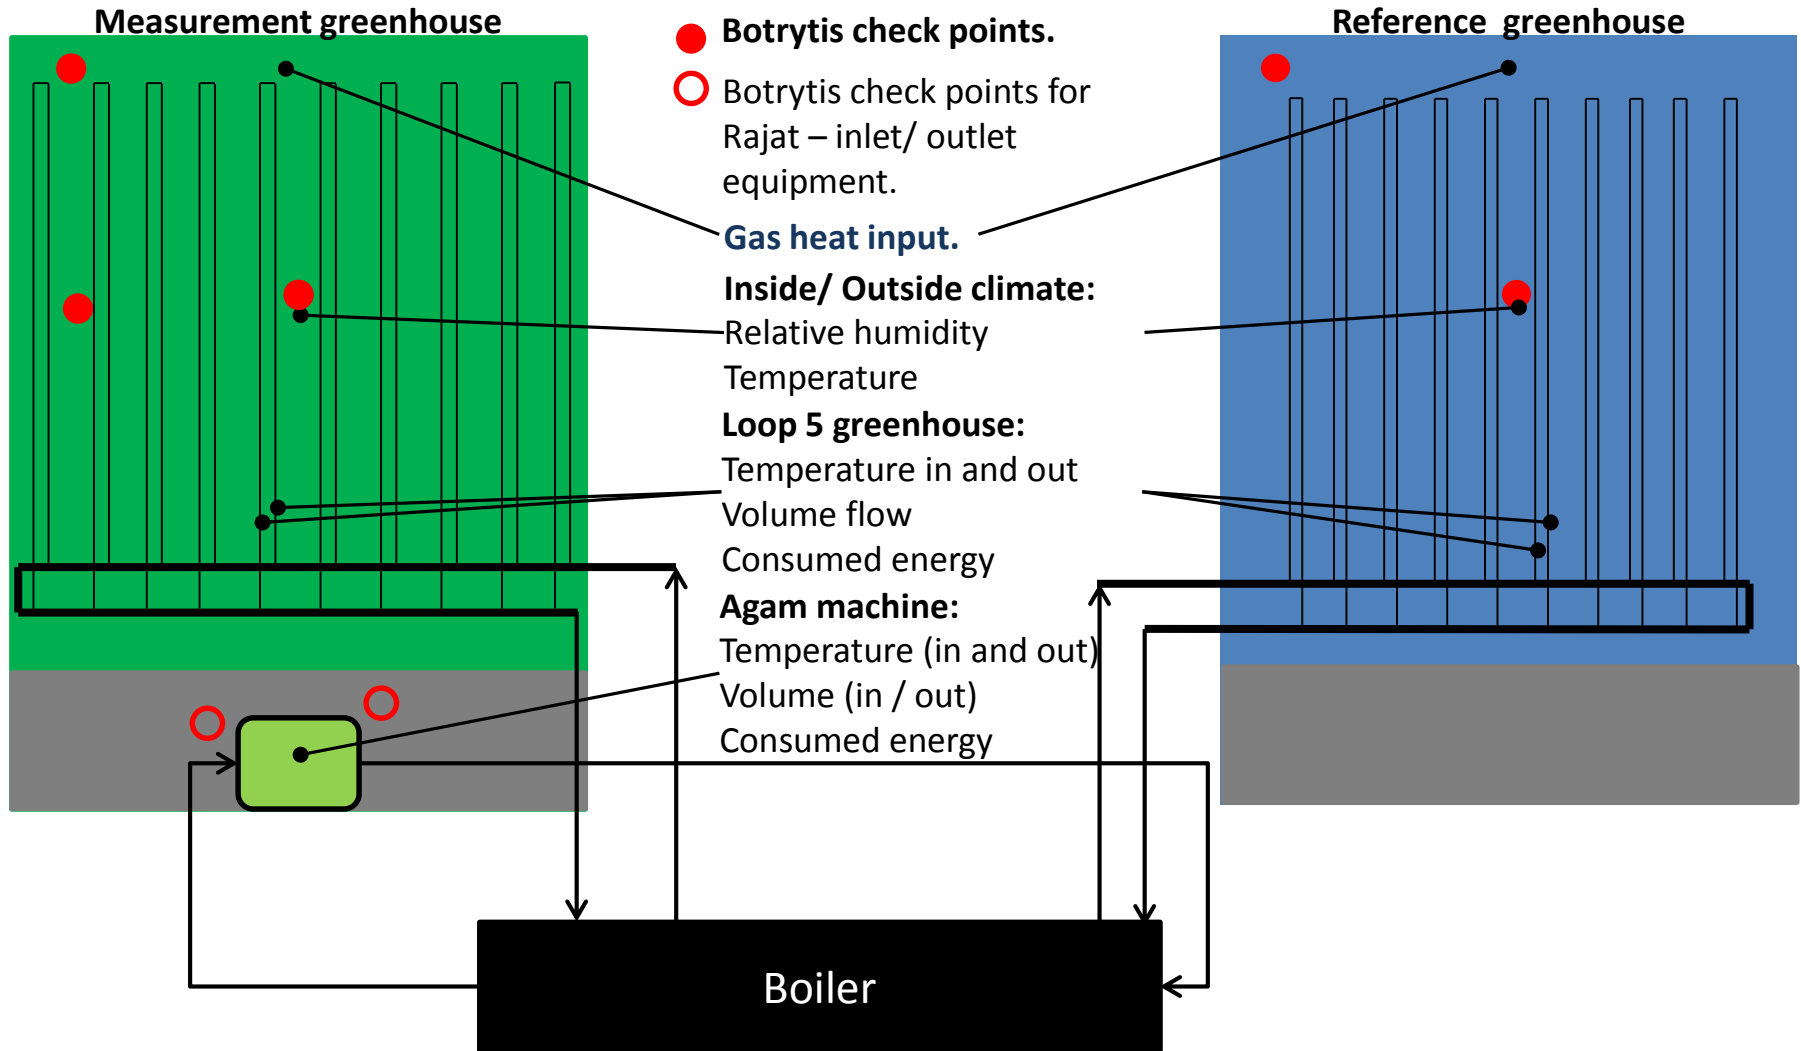 Measurement greenhouse
Botrytis check points.
Reference greenhouse
Botrytis check points for
Rajat – inlet/ outlet
equipment.
Gas heat input.
Inside/ Outside climate:
Relative humidity
Temperature
Loop 5 greenhouse:
Temperature in and out
Volume flow
Consumed energy
Agam machine:
Temperature (in and out)
Volume (in / out)
Consumed energy
Boiler